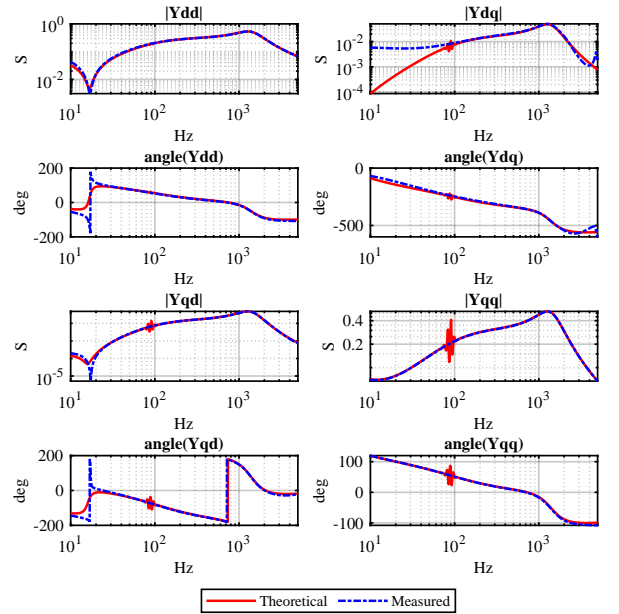 |Ydd|
|Ydq|
10^0
10^-2
S
10^1
10^2
10^3
Hz
10^-2
10^-3
10^-4
S
10^1
10^2
10^3
Hz
angle(Ydd)
angle(Ydq)
200
0
-200
deg
10^1
10^2
10^3
Hz
0
-500
deg
10^1
10^2
10^3
Hz
|Yqd|
|Yqq|
10^-5
S
10^1
10^2
10^3
Hz
0.4
0.2
S
10^1
10^2
10^3
Hz
angle(Yqd)
angle(Yqq)
200
0
-200
deg
10^1
10^2
10^3
Hz
100
0
-100
deg
10^1
10^2
10^3
Hz
Theoretical Measured